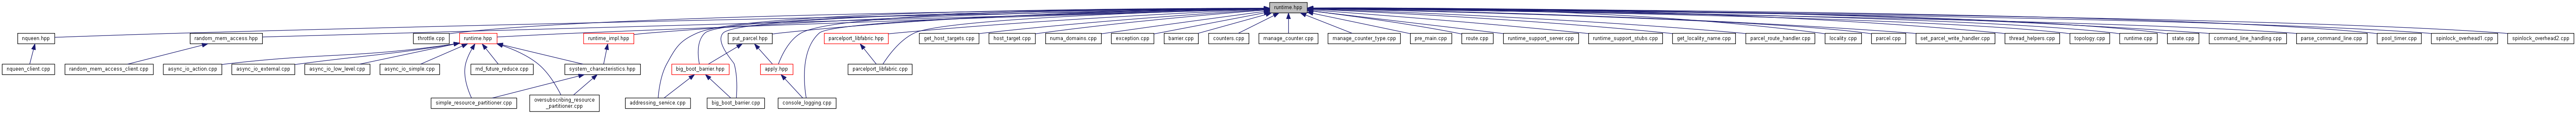 runtime.hpp
nqueen.hpp
random_mem_access.hpp
throttle.cpp
runtime.hpp
runtime_impl.hpp
put_parcel.hpp
parcelport_libfabric.hpp
get_host_targets.cpp
host_target.cpp
numa_domains.cpp
exception.cpp
barrier.cpp
counters.cpp
manage_counter.cpp
manage_counter_type.cpp
pre_main.cpp
route.cpp
runtime_support_server.cpp
runtime_support_stubs.cpp
get_locality_name.cpp
parcel_route_handler.cpp
locality.cpp
parcel.cpp
set_parcel_write_handler.cpp
thread_helpers.cpp
topology.cpp
runtime.cpp
state.cpp
command_line_handling.cpp
parse_command_line.cpp
pool_timer.cpp
spinlock_overhead1.cpp
spinlock_overhead2.cpp
nqueen_client.cpp
random_mem_access_client.cpp
async_io_action.cpp
async_io_external.cpp
async_io_low_level.cpp
async_io_simple.cpp
rnd_future_reduce.cpp
system_characteristics.hpp
big_boot_barrier.hpp
apply.hpp
parcelport_libfabric.cpp
simple_resource_partitioner.cpp
oversubscribing_resource
_partitioner.cpp
addressing_service.cpp
big_boot_barrier.cpp
console_logging.cpp